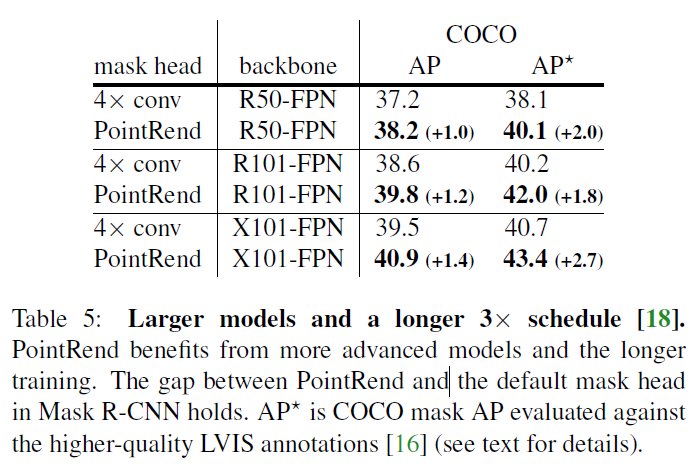 COCO
mask head backbone AP AP*
4× conv R50-FPN 37.2 38.1
PointRend R50-FPN 38.2 (+1.0) 40.1 (+2.0)
4× conv R101-FPN 38.6 40.2
PointRend R101-FPN 39.8 (+1.2) 42.0 (+1.8)
4× conv X101-FPN 39.5 40.7
PointRend X101-FPN 40.9 (+1.4) 43.4 (+2.7)
Table 5: Larger models and a longer 3× schedule [18].
PointRend benefits from more advanced models and the longer
training. The gap between PointRend and the default mask head
in Mask R-CNN holds. AP* is COCO mask AP evaluated against
the higher-quality LVIS annotations [16] (see text for details).